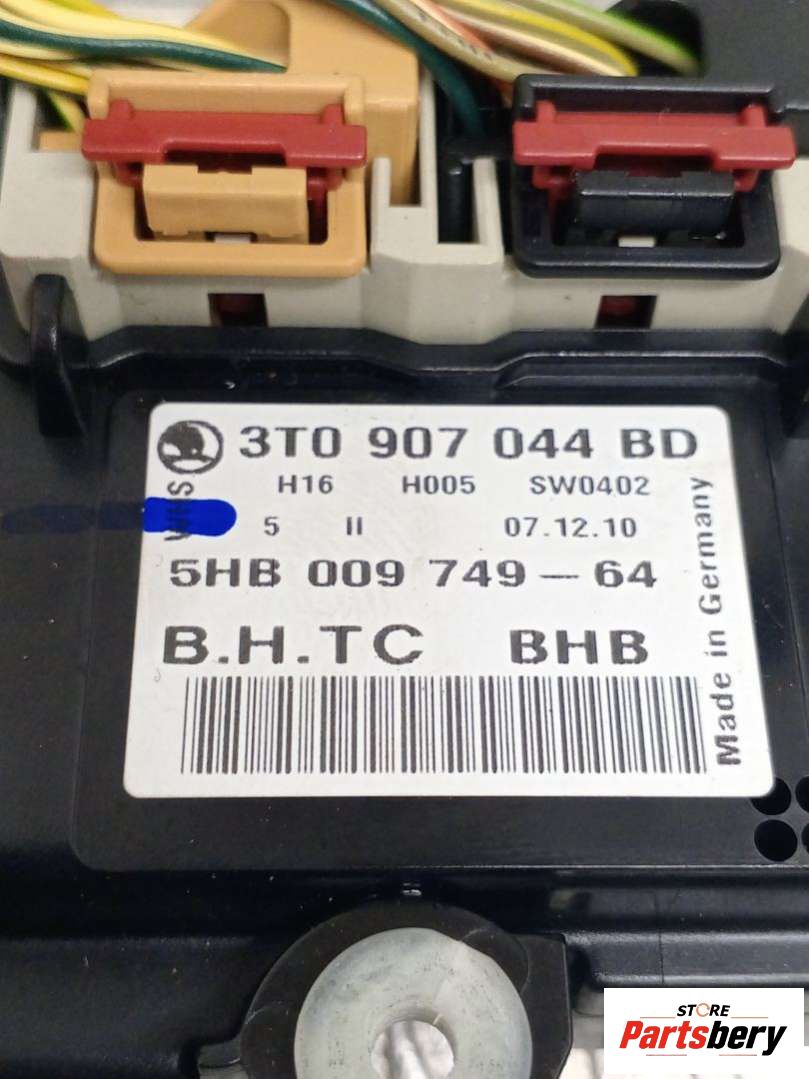 3T0 907 044 BD
H16 H005 SW0402
5 II 07.12.10
5HB 009 749 - 64
B.H.TC BHB
Made in Germany
STORE
Partsbery